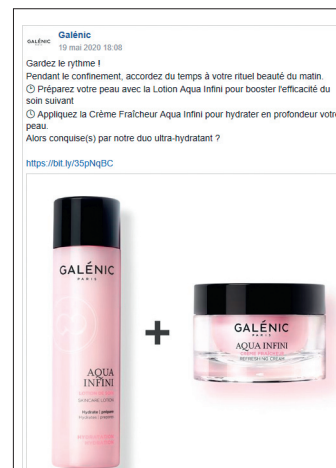 GALÉNIC
Galénic
19 mai 2020 18:08
Gardez le rythme !
Pendant le confinement, accordez du temps à votre rituel beauté du matin.
Préparez votre peau avec la Lotion Aqua Infini pour booster l'efficacité du
soin suivant
Appliquez la Crème Fraîcheur Aqua Infini pour hydrater en profondeur votre
peau.
Alors conquise(s) par notre duo ultra-hydratant ?
https://bit.ly/35pNqBC
GALÉNIC
PARIS
AQUA
INFINI
SKINCARE LOTION
+
GALÉNIC
PARIS
AQUA INFINI
CRÈME FRAÎCHEUR
REFRESHING CREAM